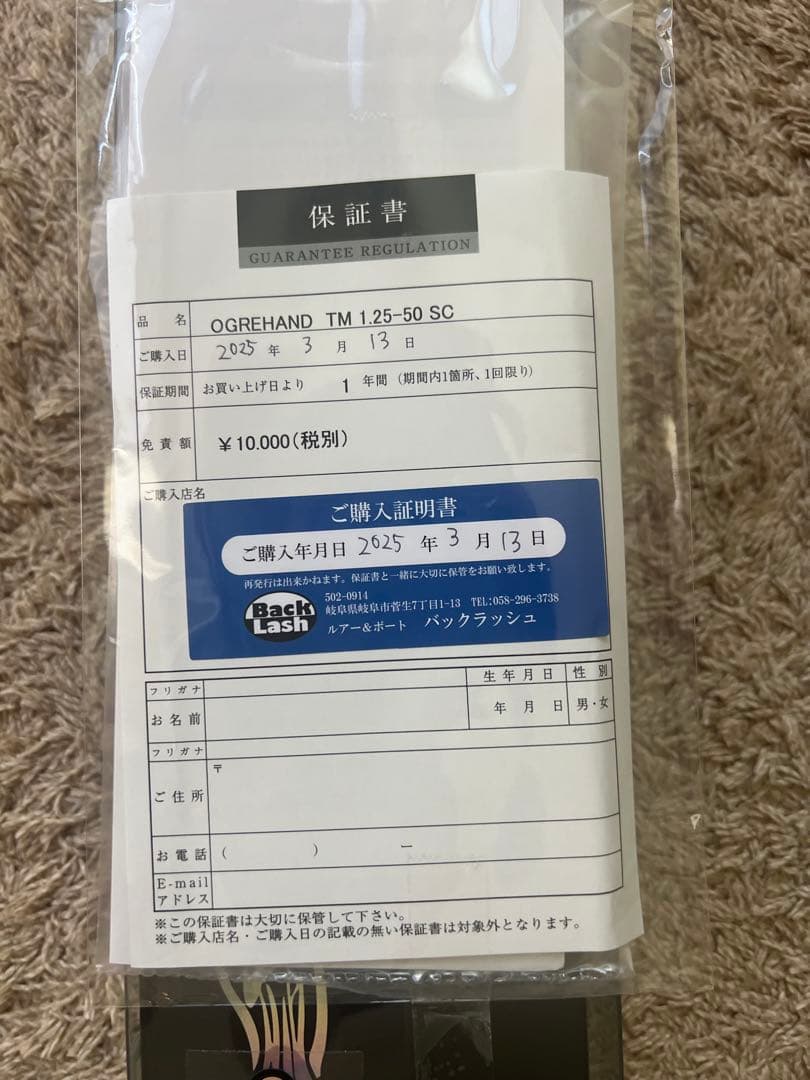 保証書
GUARANTEE REGULATION
品 名 OGREHAND TM 1.25-50 SC
ご購入日 2025 年 3 月 13 日
保証期間 お買い上げ日より 1 年間 (期間内1箇所、1回限り)
免責額 ￥10.000(税別)
ご購入店名
ご購入証明書
ご購入年月日 2025 年 3 月 13 日
再発行は出来かねます。保証書と一緒に大切に保管をお願い致します。
Back Lash
502-0914
岐阜県岐阜市菅生7丁目1-13 TEL:058-296-3738
ルアー&ボート バックラッシュ
フリガナ 生年月日 性別
お名前 年 月 日 男・女
フリガナ
ご住所 〒
お電話 ( ) ー
E-mail
アドレス
※この保証書は大切に保管して下さい。
※ご購入店名・ご購入日の記載の無い保証書は対象外となります。